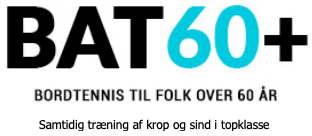 BAT60+
BORDTENNIS TIL FOLK OVER 60 ÅR
Samtidig træning af krop og sind i topklasse